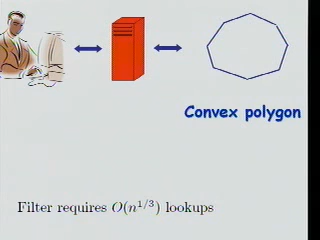 Convex polygon
Filter requires $O(n^{1/3})$ lookups